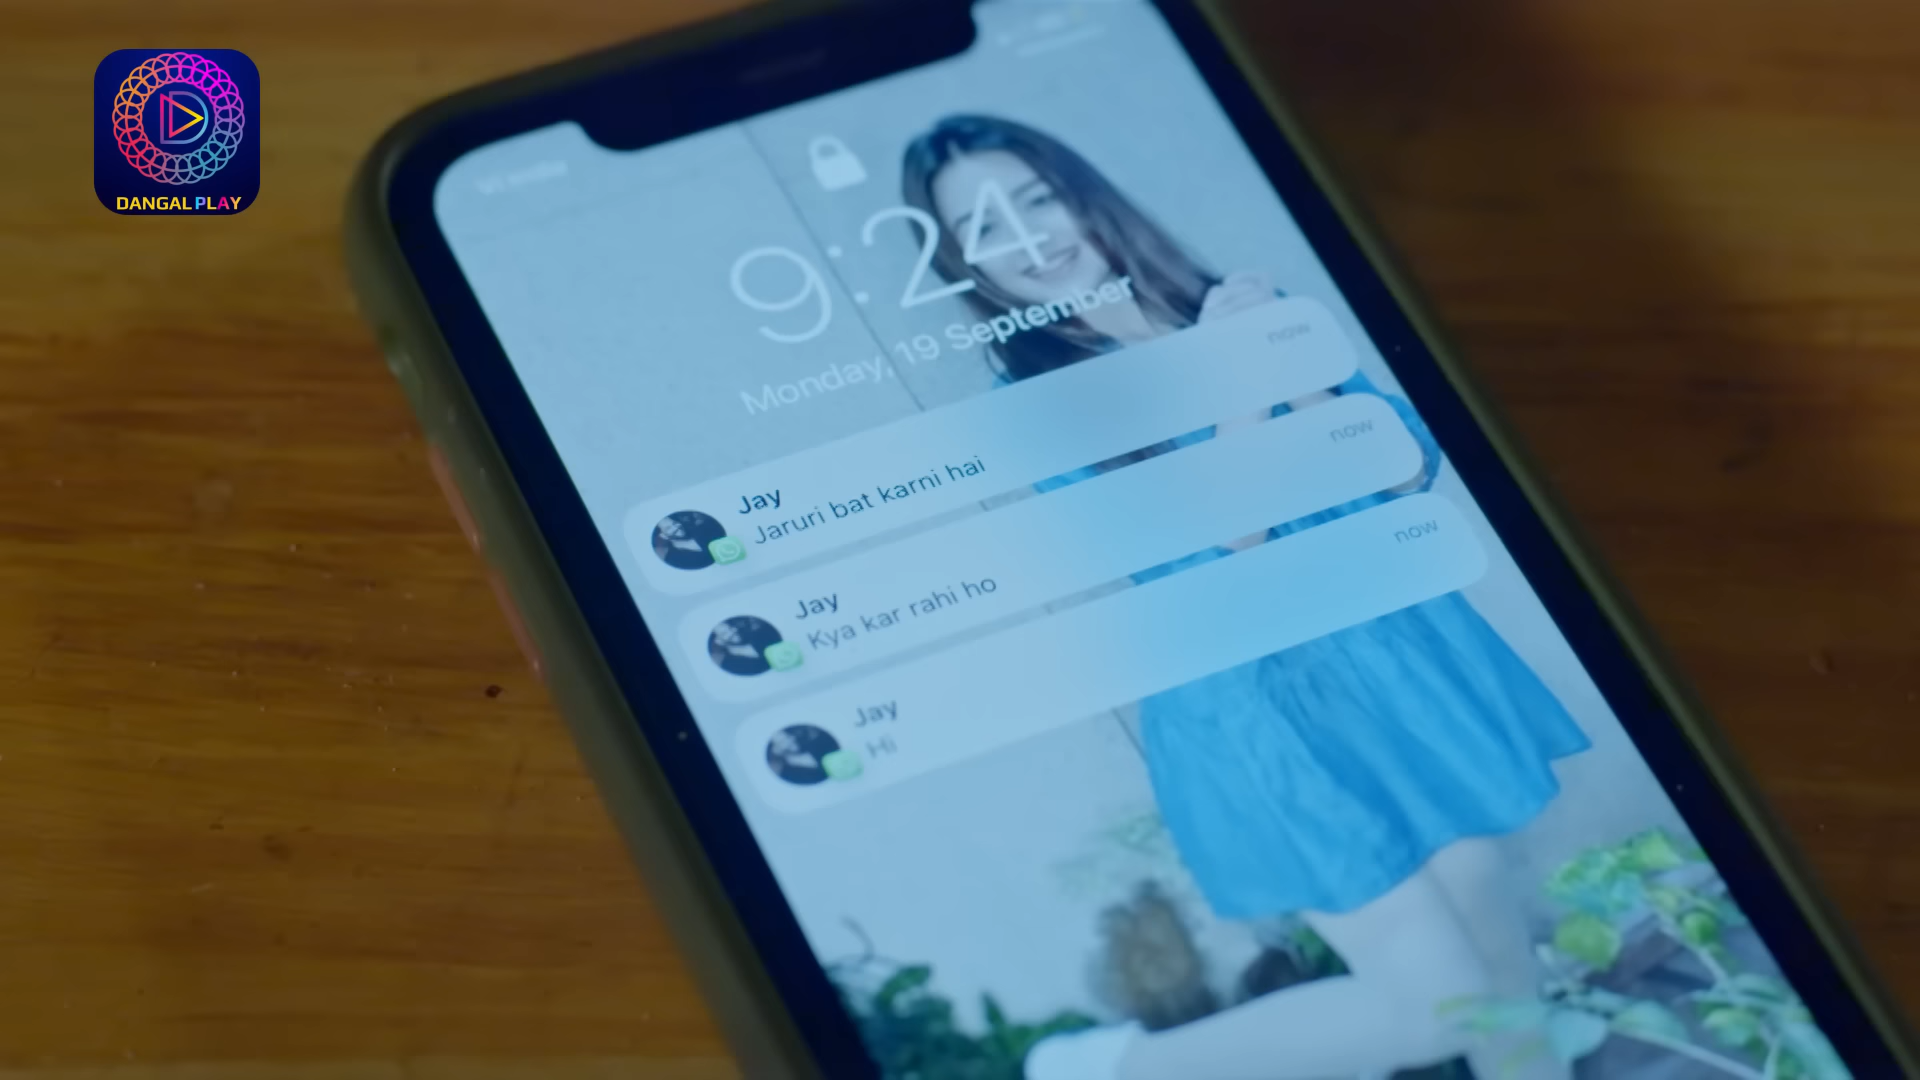 DANGAL PLAY
9:24
Monday, 19 September
now
Jay
Jaruri bat karni hai
now
Jay
Kya kar rahi ho
now
Jay
Hi